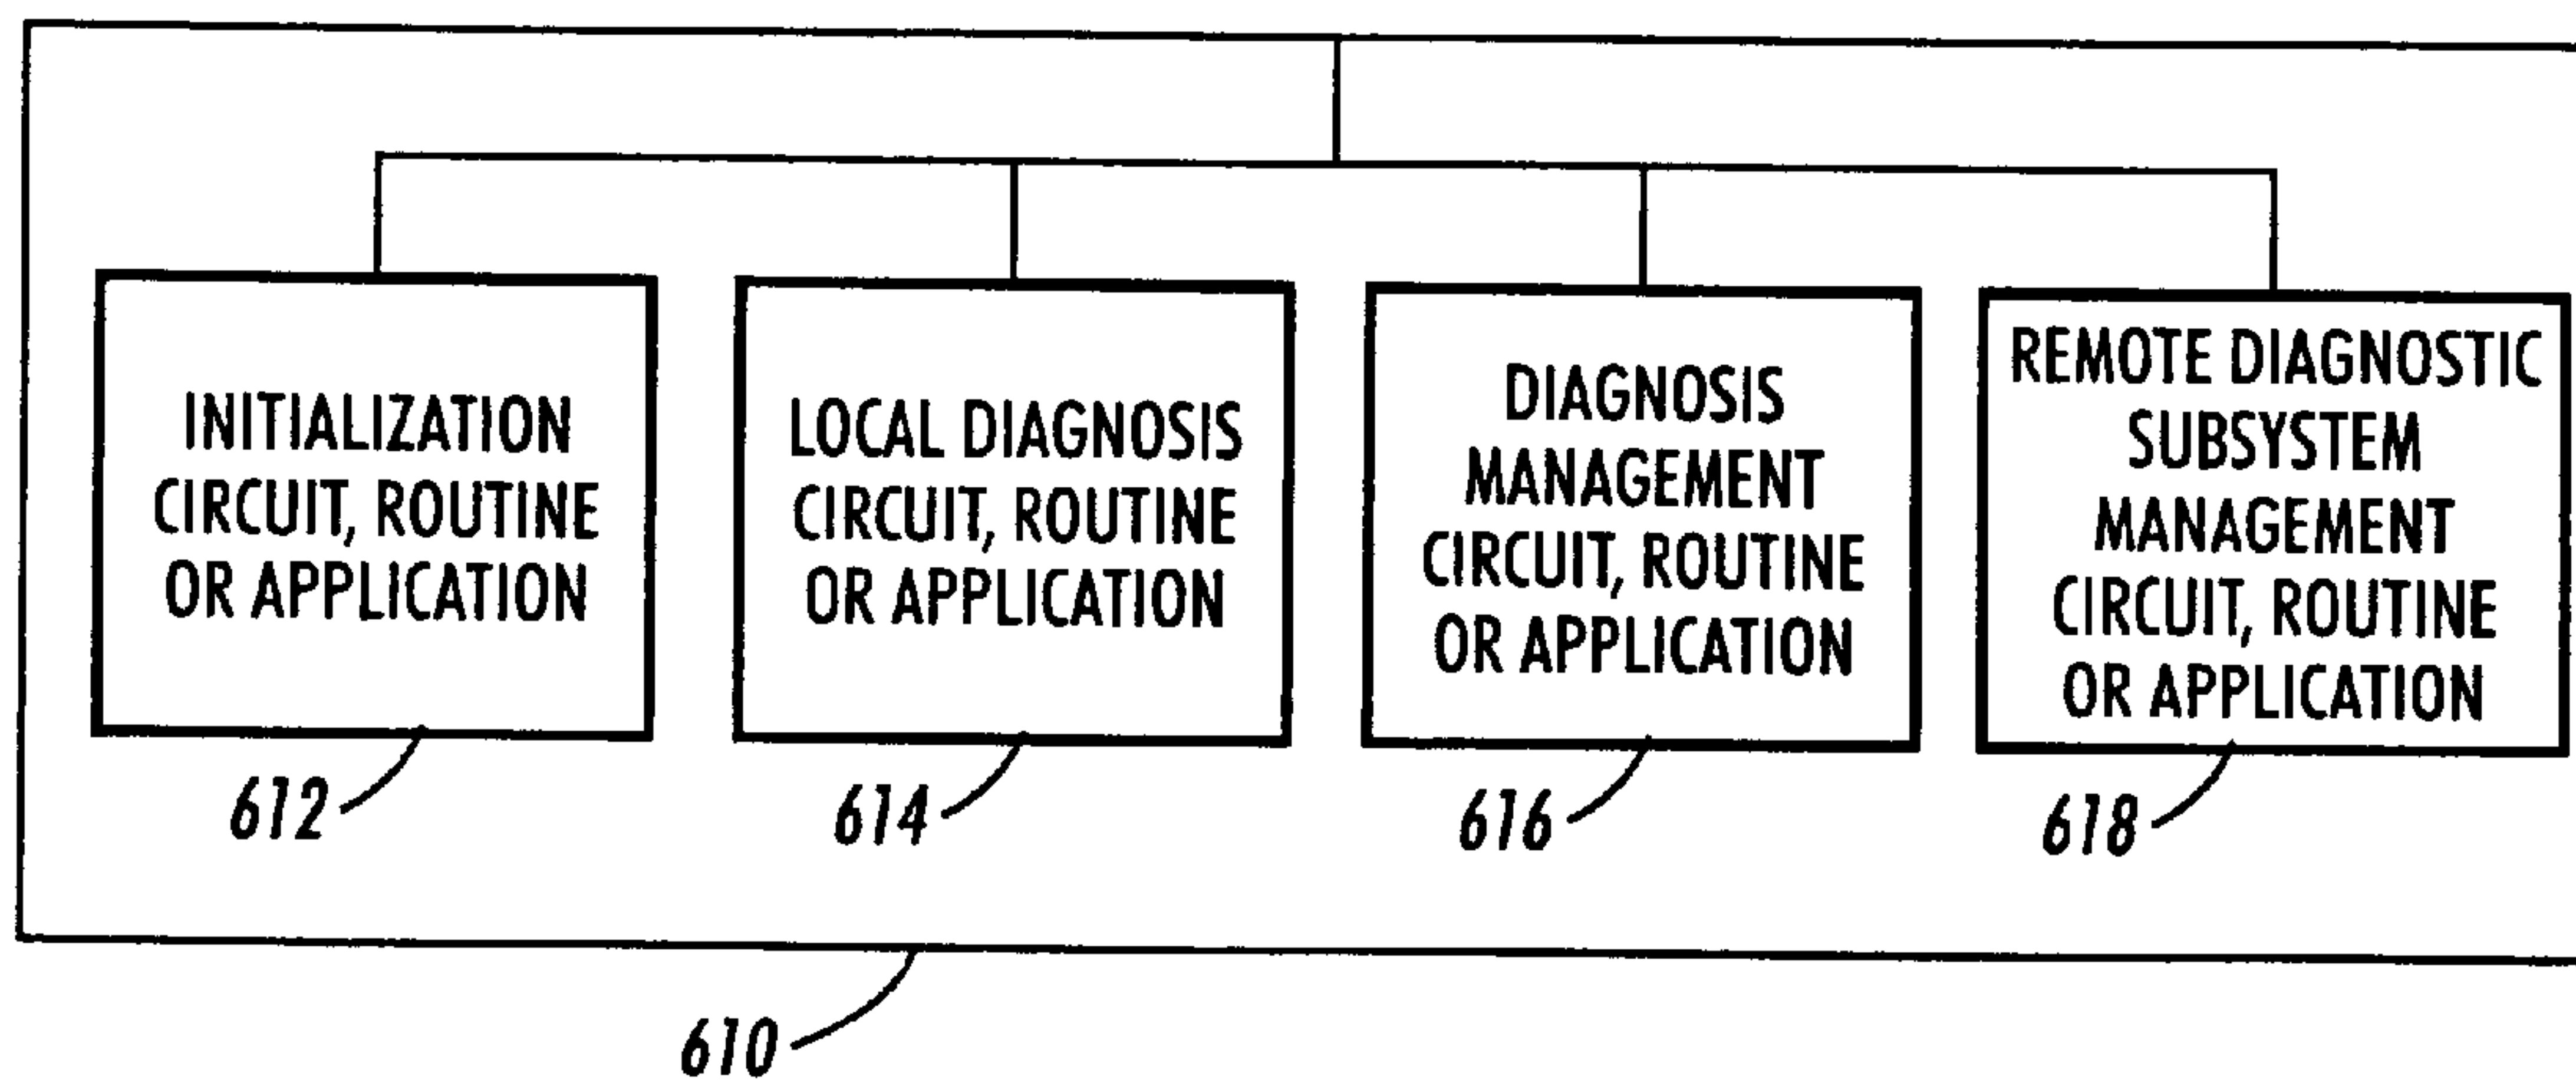 INITIALIZATION
CIRCUIT, ROUTINE
OR APPLICATION
612
LOCAL DIAGNOSIS
CIRCUIT, ROUTINE
OR APPLICATION
614
DIAGNOSIS
MANAGEMENT
CIRCUIT, ROUTINE
OR APPLICATION
616
REMOTE DIAGNOSTIC
SUBSYSTEM
MANAGEMENT
CIRCUIT, ROUTINE
OR APPLICATION
618
610